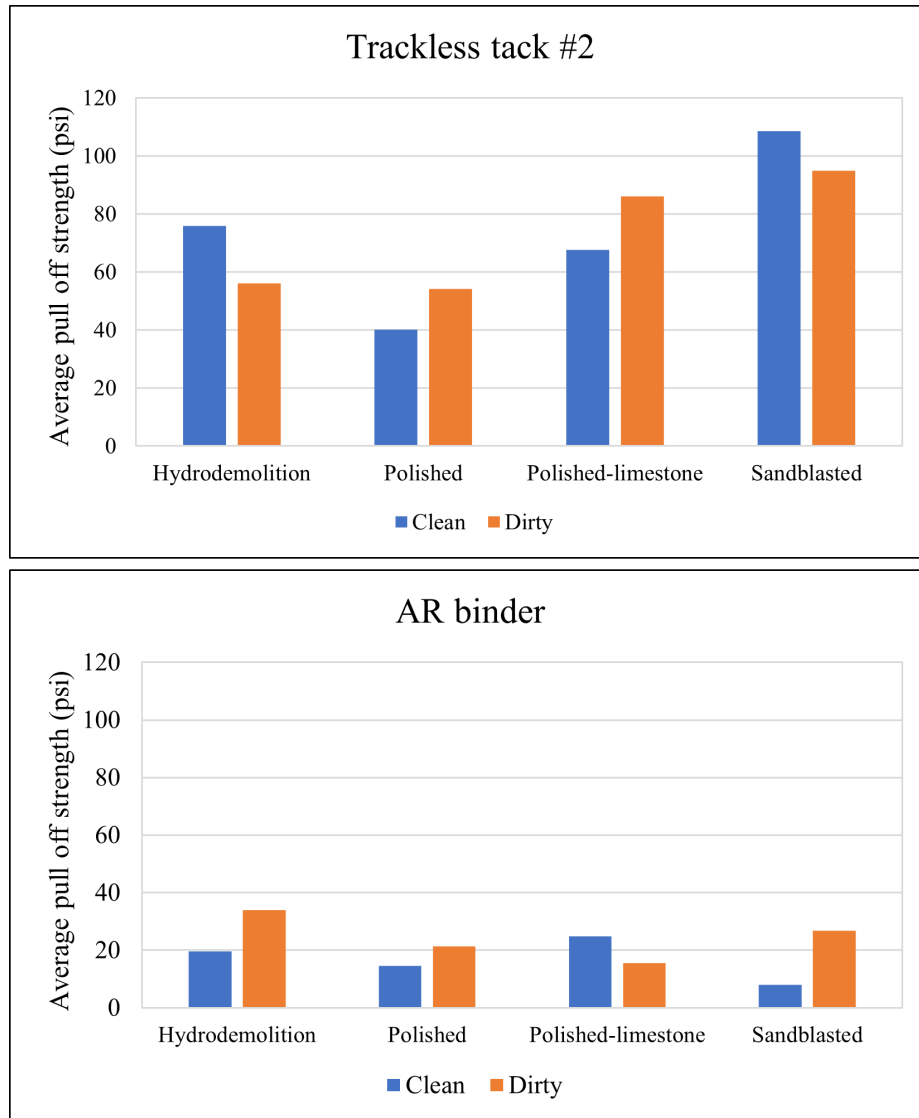 Trackless tack #2
Average pull off strength (psi)
120
100
80
60
40
20
0
Hydrodemolition Polished Polished-limestone Sandblasted
Clean Dirty
AR binder
Average pull off strength (psi)
120
100
80
60
40
20
0
Hydrodemolition Polished Polished-limestone Sandblasted
Clean Dirty